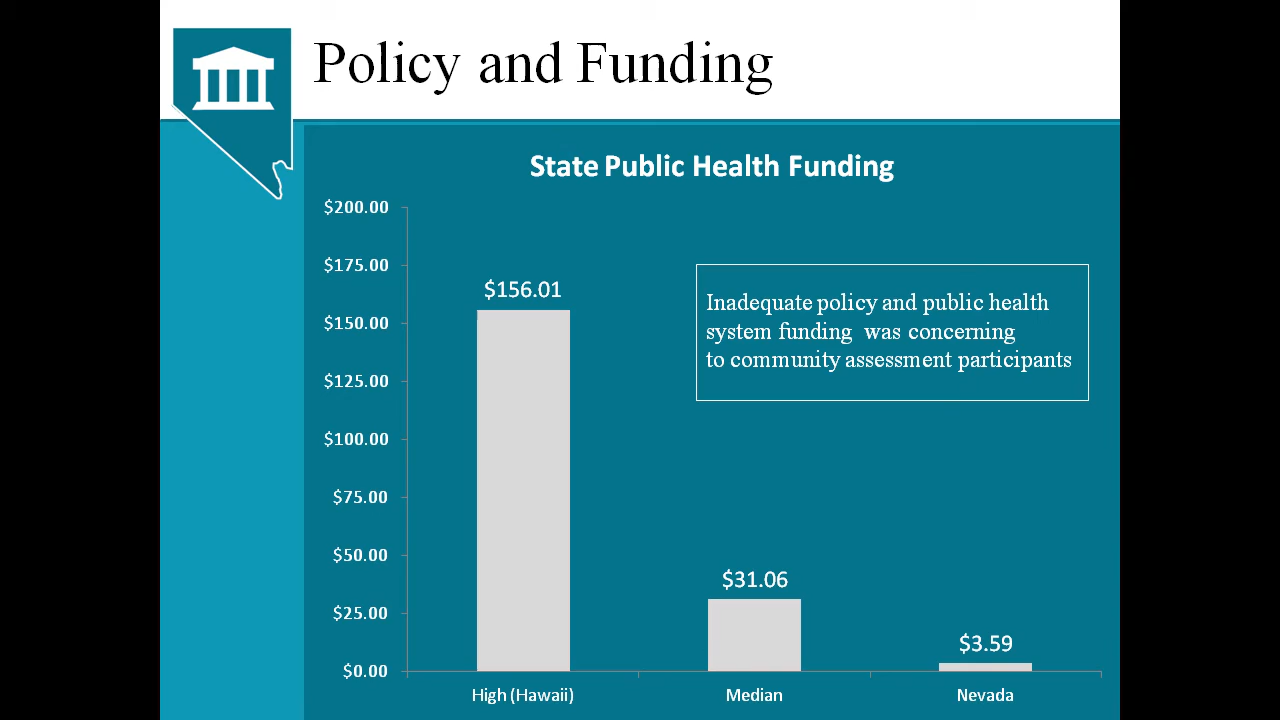 Policy and Funding
State Public Health Funding
$200.00
$175.00
$156.01
Inadequate policy and public health
system funding was concerning
to community assessment participants
$150.00
$125.00
$100.00
$75.00
$50.00
$31.06
$25.00
$3.59
$0.00
High (Hawaii) Median Nevada